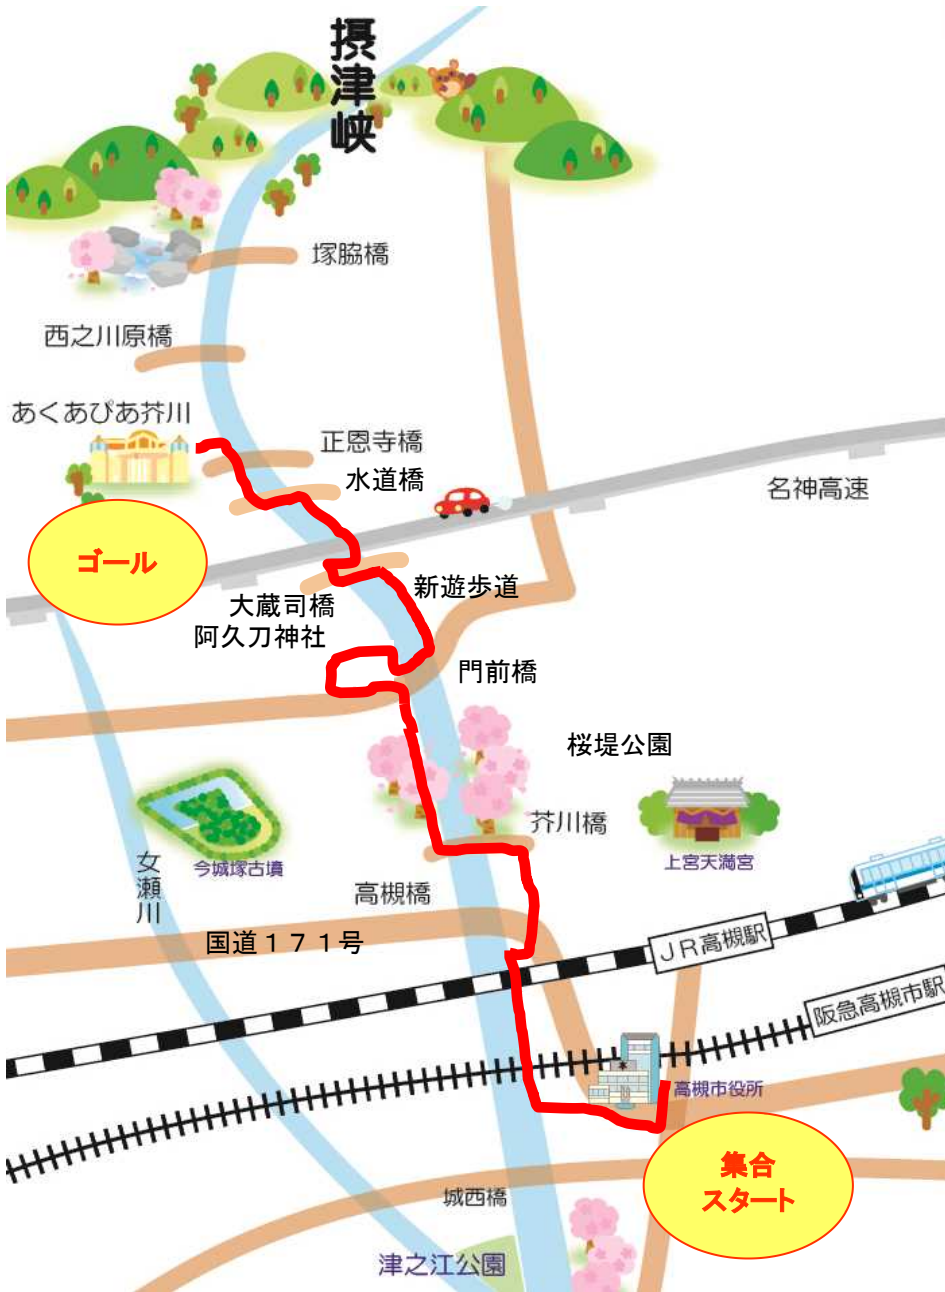 摂津峡
塚脇橋
西之川原橋
あくあぴあ芥川
正恩寺橋
水道橋
名神高速
ゴール
新遊歩道
大蔵司橋
阿久刀神社
門前橋
桜堤公園
芥川橋
上宮天満宮
今城塚古墳
女瀬川
高槻橋
国道１７１号
ＪＲ高槻駅
阪急高槻市駅
高槻市役所
集合
スタート
城西橋
津之江公園